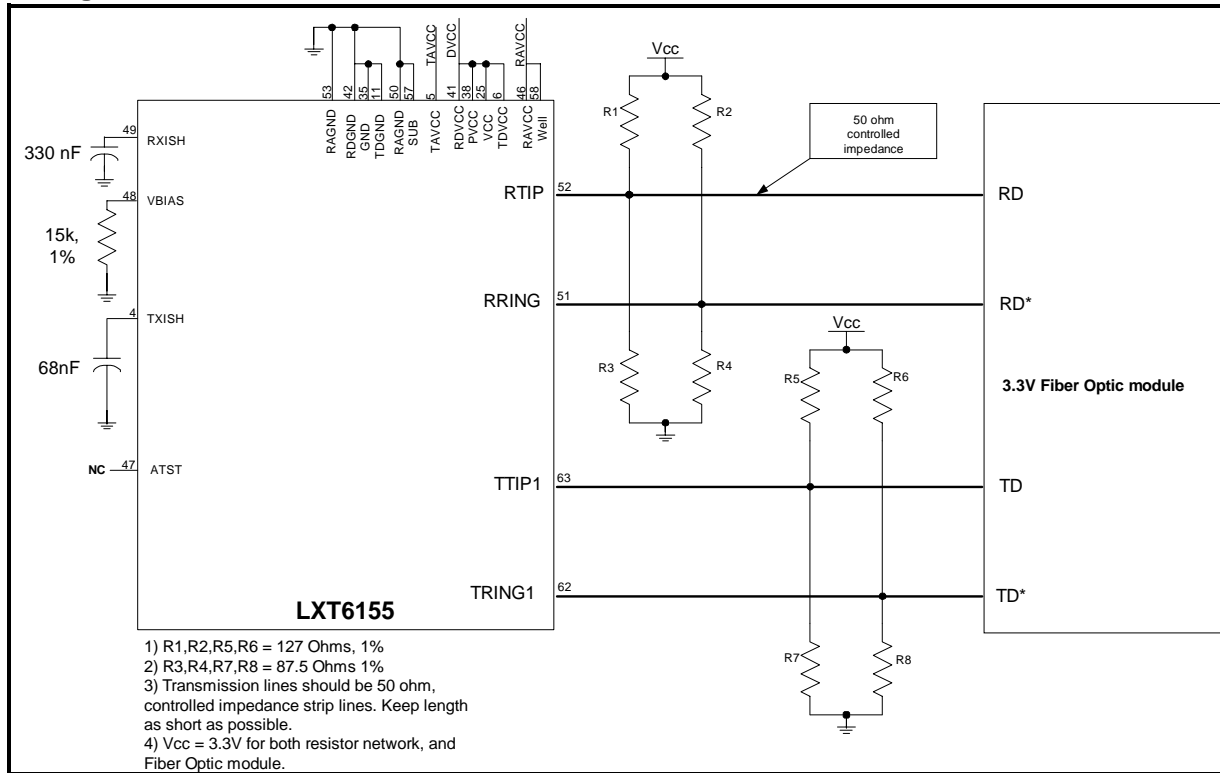 TAVCC
DVCC
RAVCC
53
42
35
11
50
57
5
41
38
25
6
46
58
RAGND
RDGND
GND
TDGND
RAGND
SUB
TAVCC
RDVCC
PVCC
VCC
TDVCC
RAVCC
Well
Vcc
R1
R2
50 ohm
controlled
impedance
49
RXISH
330 nF
48
VBIAS
15k,
1%
4
TXISH
68nF
NC
47
ATST
RTIP
52
RD
RRING
51
RD*
R3
R4
Vcc
R5
R6
3.3V Fiber Optic module
TTIP1
63
TD
TRING1
62
TD*
R7
R8
LXT6155
1) R1,R2,R5,R6 = 127 Ohms, 1%
2) R3,R4,R7,R8 = 87.5 Ohms 1%
3) Transmission lines should be 50 ohm,
controlled impedance strip lines. Keep length
as short as possible.
4) Vcc = 3.3V for both resistor network, and
Fiber Optic module.